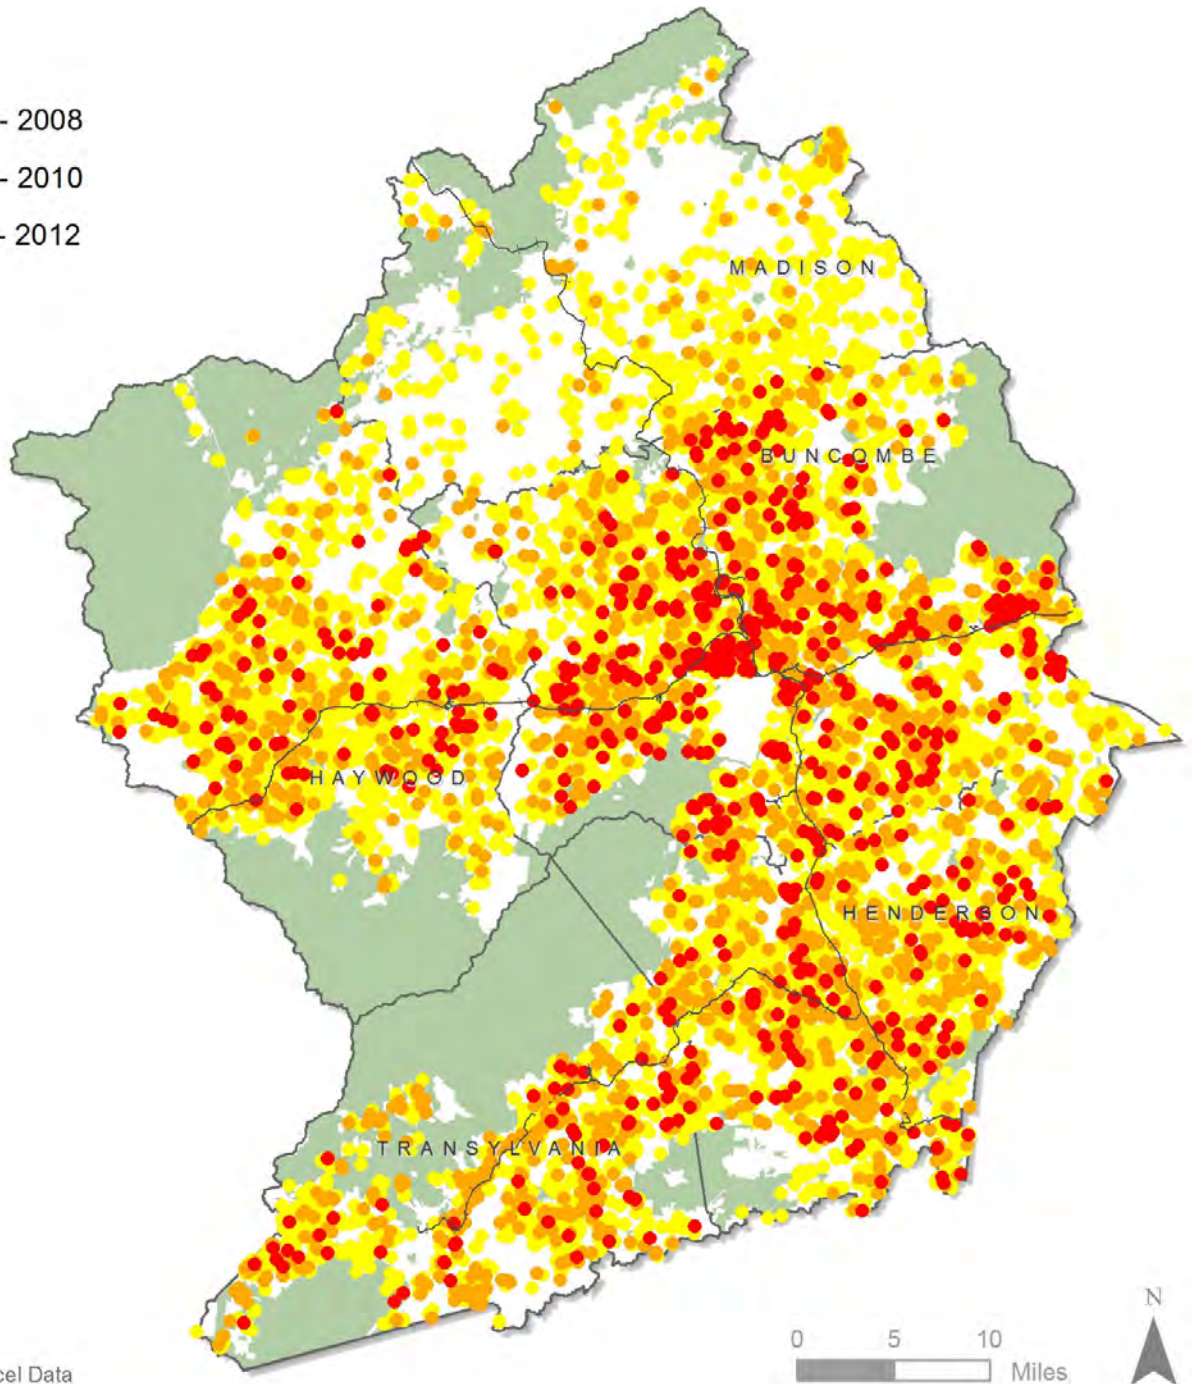 - 2008
- 2010
- 2012
MADISON
BUNCOMBE
HAYWOOD
HENDERSON
TRANSYLVANIA
N
0 5 10
Miles
cel Data